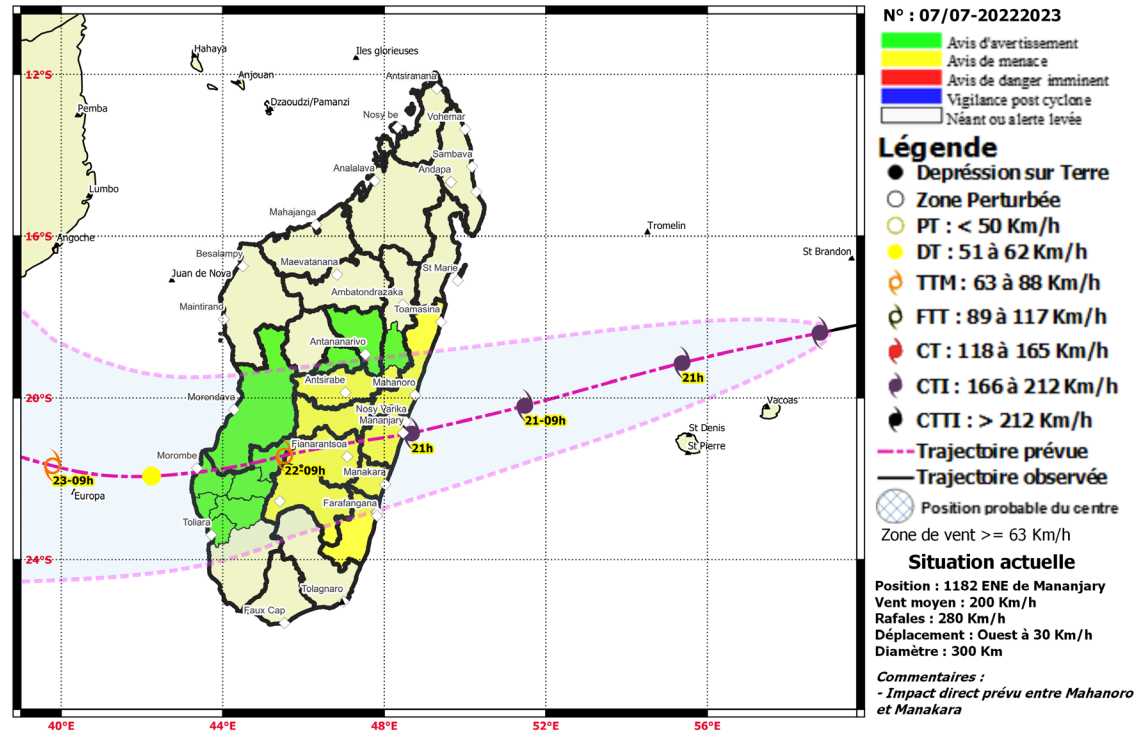 N° : 07/07-20222023
Avis d'avertissement
Avis de menace
Avis de danger imminent
Vigilance post cyclone
Néant ou alerte levée
Légende
Depréssion sur Terre
Zone Perturbée
PT : < 50 Km/h
DT : 51 à 62 Km/h
TTM : 63 à 88 Km/h
FTT : 89 à 117 Km/h
CT : 118 à 165 Km/h
CTI : 166 à 212 Km/h
CTTI : > 212 Km/h
Trajectoire prévue
Trajectoire observée
Position probable du centre
Zone de vent >= 63 Km/h
Situation actuelle
Position : 1182 ENE de Mananjary
Vent moyen : 200 Km/h
Rafales : 280 Km/h
Déplacement : Ouest à 30 Km/h
Diamètre : 300 Km
Commentaires :
- Impact direct prévu entre Mahanoro
et Manakara
Hahaya
Iles glorieuses
12°S
Anjouan
Antsiranana
Dzaoudzi/Pamanzi
Pemba
Nosy be
Vohemar
Sambava
Analalava
Andapa
Lumbo
Mahajanga
Tromelin
16°S
Angoche
Besalampy
St Brandon
Maevatanana
St Marie
Juan de Nova
Ambatondrazaka
Maintirano
Toamasina
Antananarivo
21h
Antsirabe
Mahanoro
20°S
Morondava
Vacoas
Nosy Varika
21-09h
Mananjary
St Denis
Fianarantsoa
21h
St Pierre
Morombe
22-09h
Manakara
23-09h
Europa
Farafangana
Toliara
24°S
Tolagnaro
Faux Cap
40°E
44°E
48°E
52°E
56°E